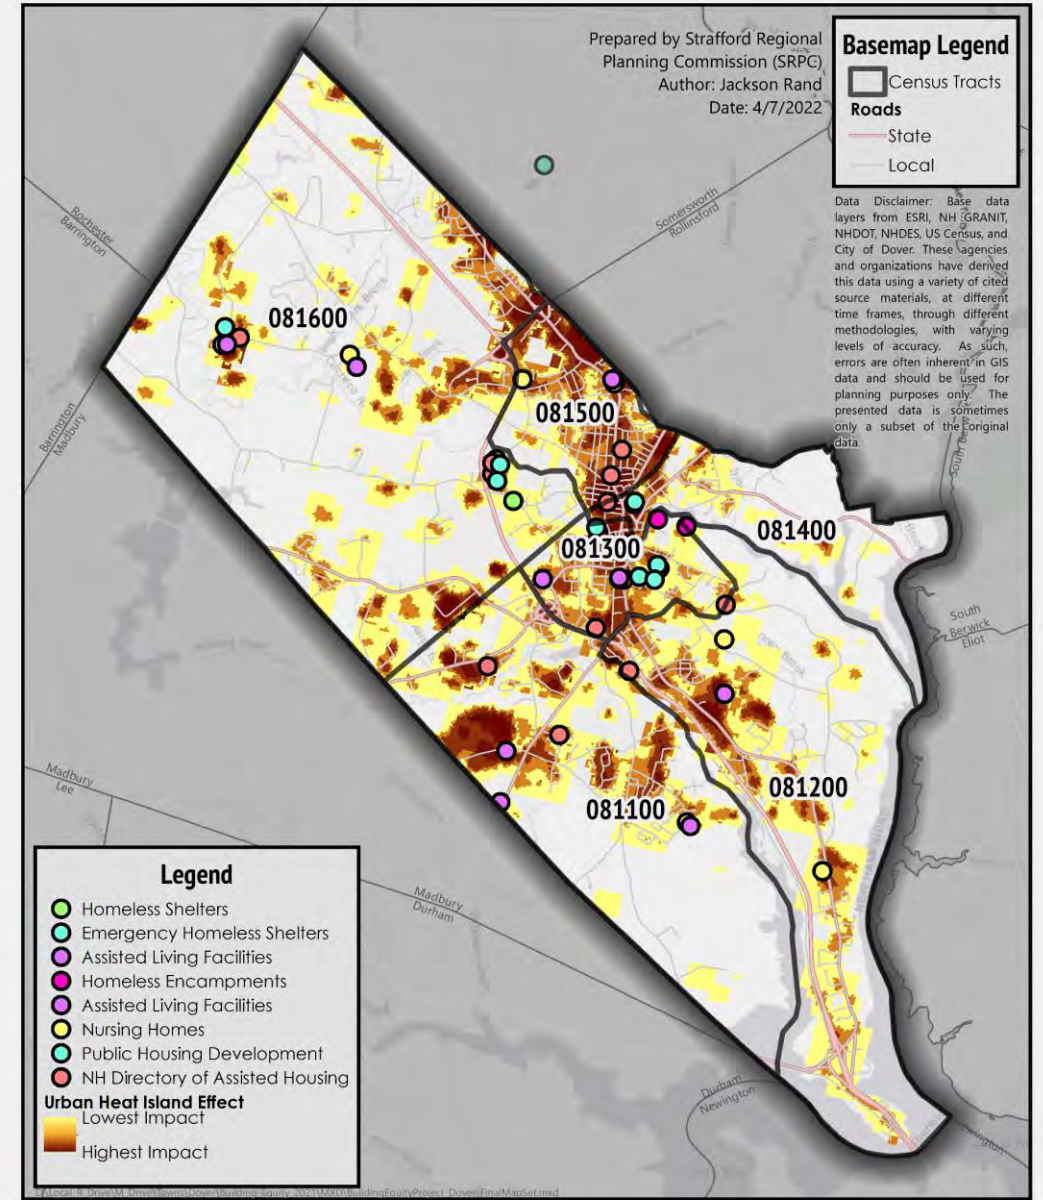 Prepared by Strafford Regional
Planning Commission (SRPC)
Author: Jackson Rand
Date: 4/7/2022
Basemap Legend
Census Tracts
Roads
State
Local
Data Disclaimer: Base data
layers from ESRI, NH GRANIT,
NHDOT, NHDES, US Census, and
City of Dover. These agencies
and organizations have derived
this data using a variety of cited
source materials, at different
time frames, through different
methodologies, with varying
levels of accuracy. As such,
errors are often inherent in GIS
data and should be used for
planning purposes only. The
presented data is sometimes
only a subset of the original
data.
Rochester
Barrington
Somersworth
Rollinsford
Barrington
Madbury
081600
081500
081400
081300
081200
081100
South
Berwick
Eliot
Madbury
Lee
Madbury
Durham
Durham
Newington
Legend
Homeless Shelters
Emergency Homeless Shelters
Assisted Living Facilities
Homeless Encampments
Assisted Living Facilities
Nursing Homes
Public Housing Development
NH Directory of Assisted Housing
Urban Heat Island Effect
Lowest Impact
Highest Impact